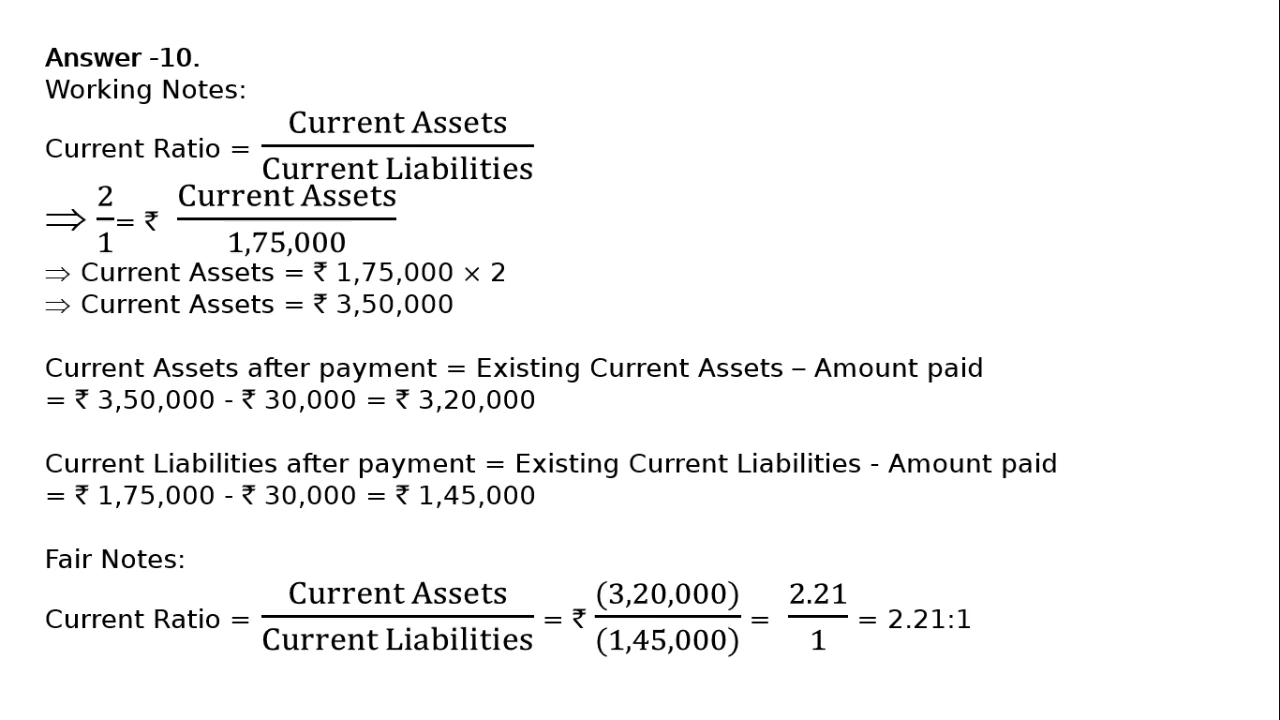 Answer -10.
Working Notes:
Current Ratio = Current Assets / Current Liabilities
⟹ 2/1 = ₹ Current Assets / 1,75,000
⇒ Current Assets = ₹ 1,75,000 × 2
⇒ Current Assets = ₹ 3,50,000
Current Assets after payment = Existing Current Assets – Amount paid
= ₹ 3,50,000 - ₹ 30,000 = ₹ 3,20,000
Current Liabilities after payment = Existing Current Liabilities - Amount paid
= ₹ 1,75,000 - ₹ 30,000 = ₹ 1,45,000
Fair Notes:
Current Ratio = Current Assets / Current Liabilities = ₹ (3,20,000) / (1,45,000) = 2.21 / 1 = 2.21:1